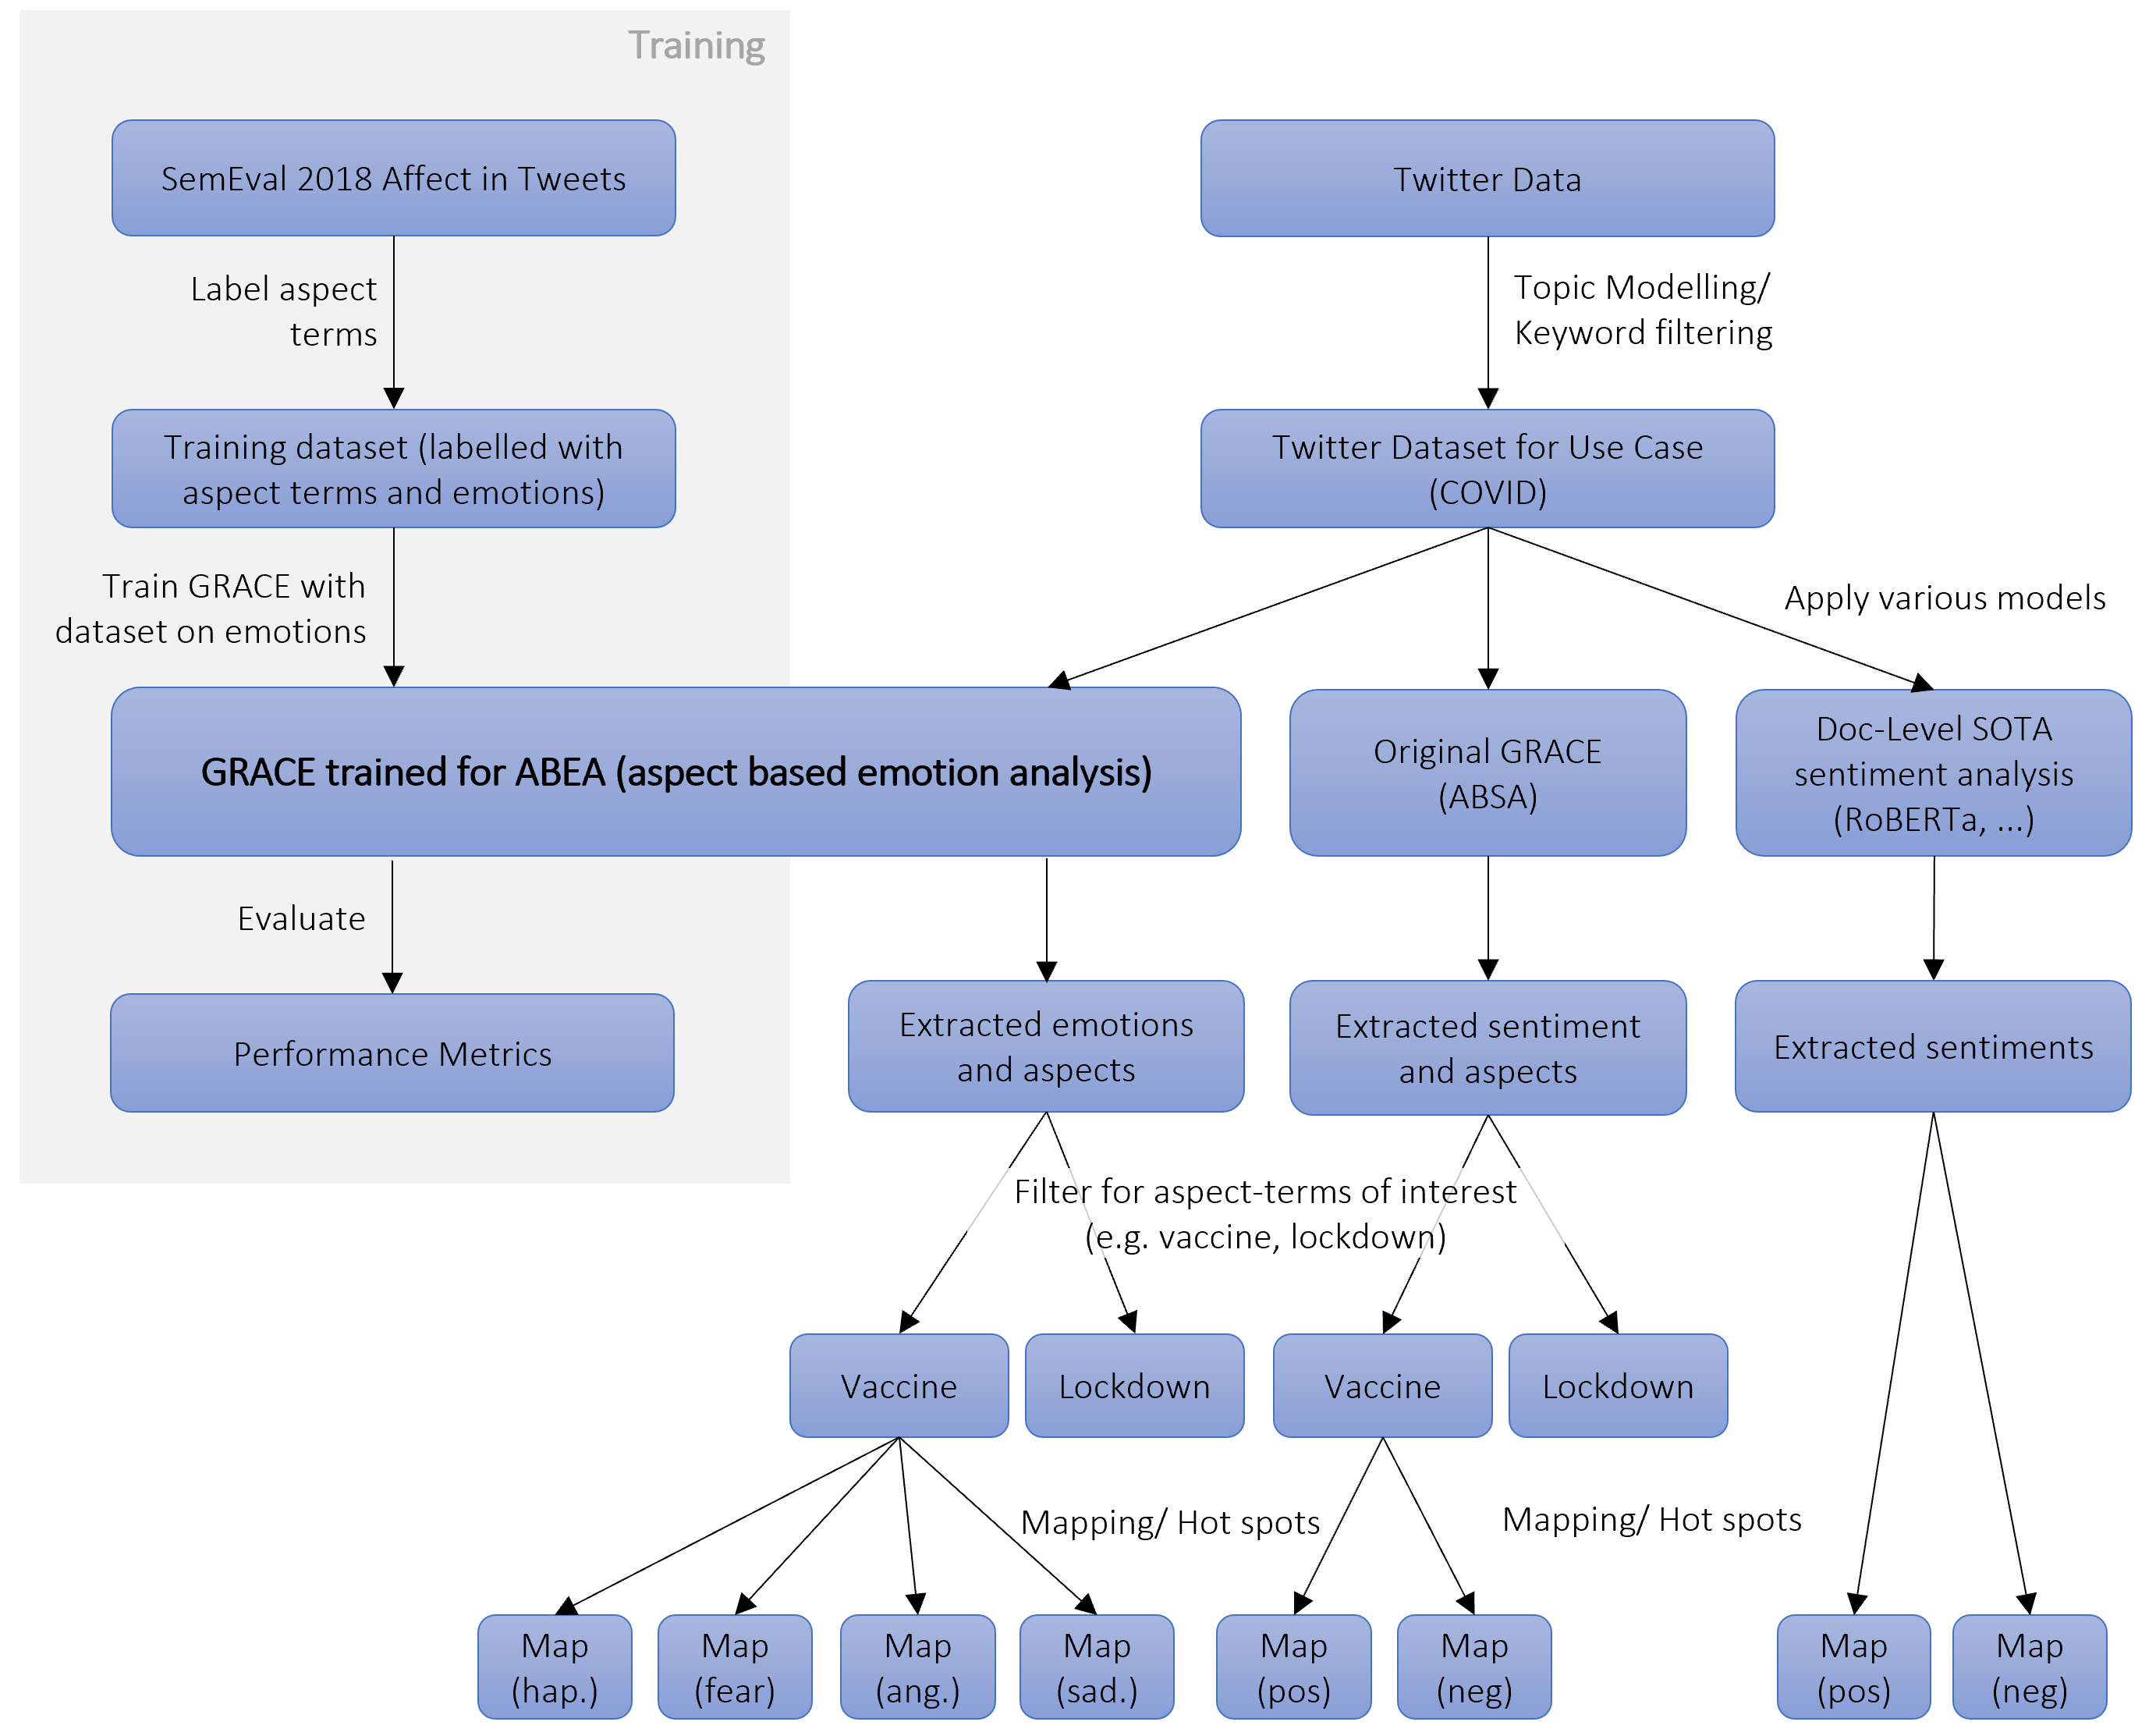 Training
SemEval 2018 Affect in Tweets
Twitter Data
Label aspect
terms
Topic Modelling/
Keyword filtering
Training dataset (labelled with
aspect terms and emotions)
Twitter Dataset for Use Case
(COVID)
Train GRACE with
dataset on emotions
Apply various models
GRACE trained for ABEA (aspect based emotion analysis)
Original GRACE
(ABSA)
Doc-Level SOTA
sentiment analysis
(RoBERTa, ...)
Evaluate
Performance Metrics
Extracted emotions
and aspects
Extracted sentiment
and aspects
Extracted sentiments
Filter for aspect-terms of interest
(e.g. vaccine, lockdown)
Vaccine
Lockdown
Vaccine
Lockdown
Mapping/ Hot spots
Mapping/ Hot spots
Map
(hap.)
Map
(fear)
Map
(ang.)
Map
(sad.)
Map
(pos)
Map
(neg)
Map
(pos)
Map
(neg)